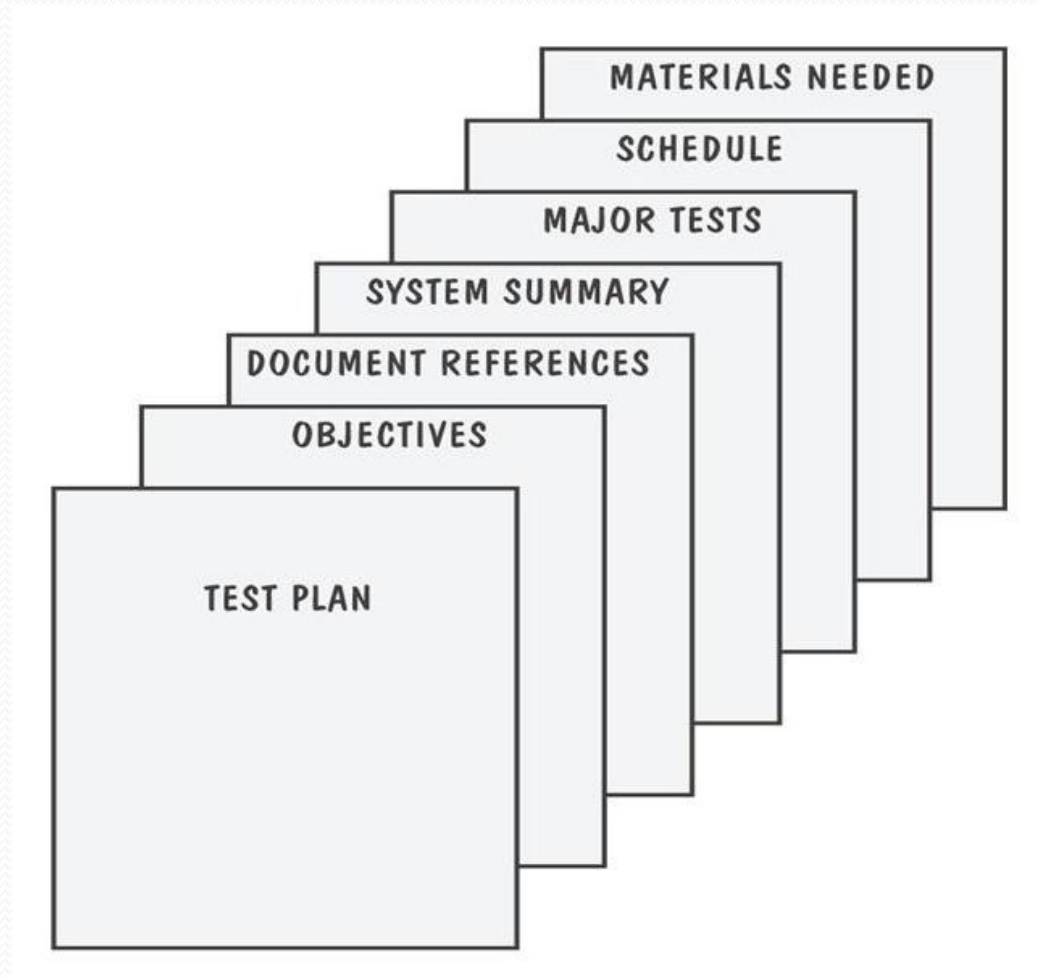 MATERIALS NEEDED
SCHEDULE
MAJOR TESTS
SYSTEM SUMMARY
DOCUMENT REFERENCES
OBJECTIVES
TEST PLAN